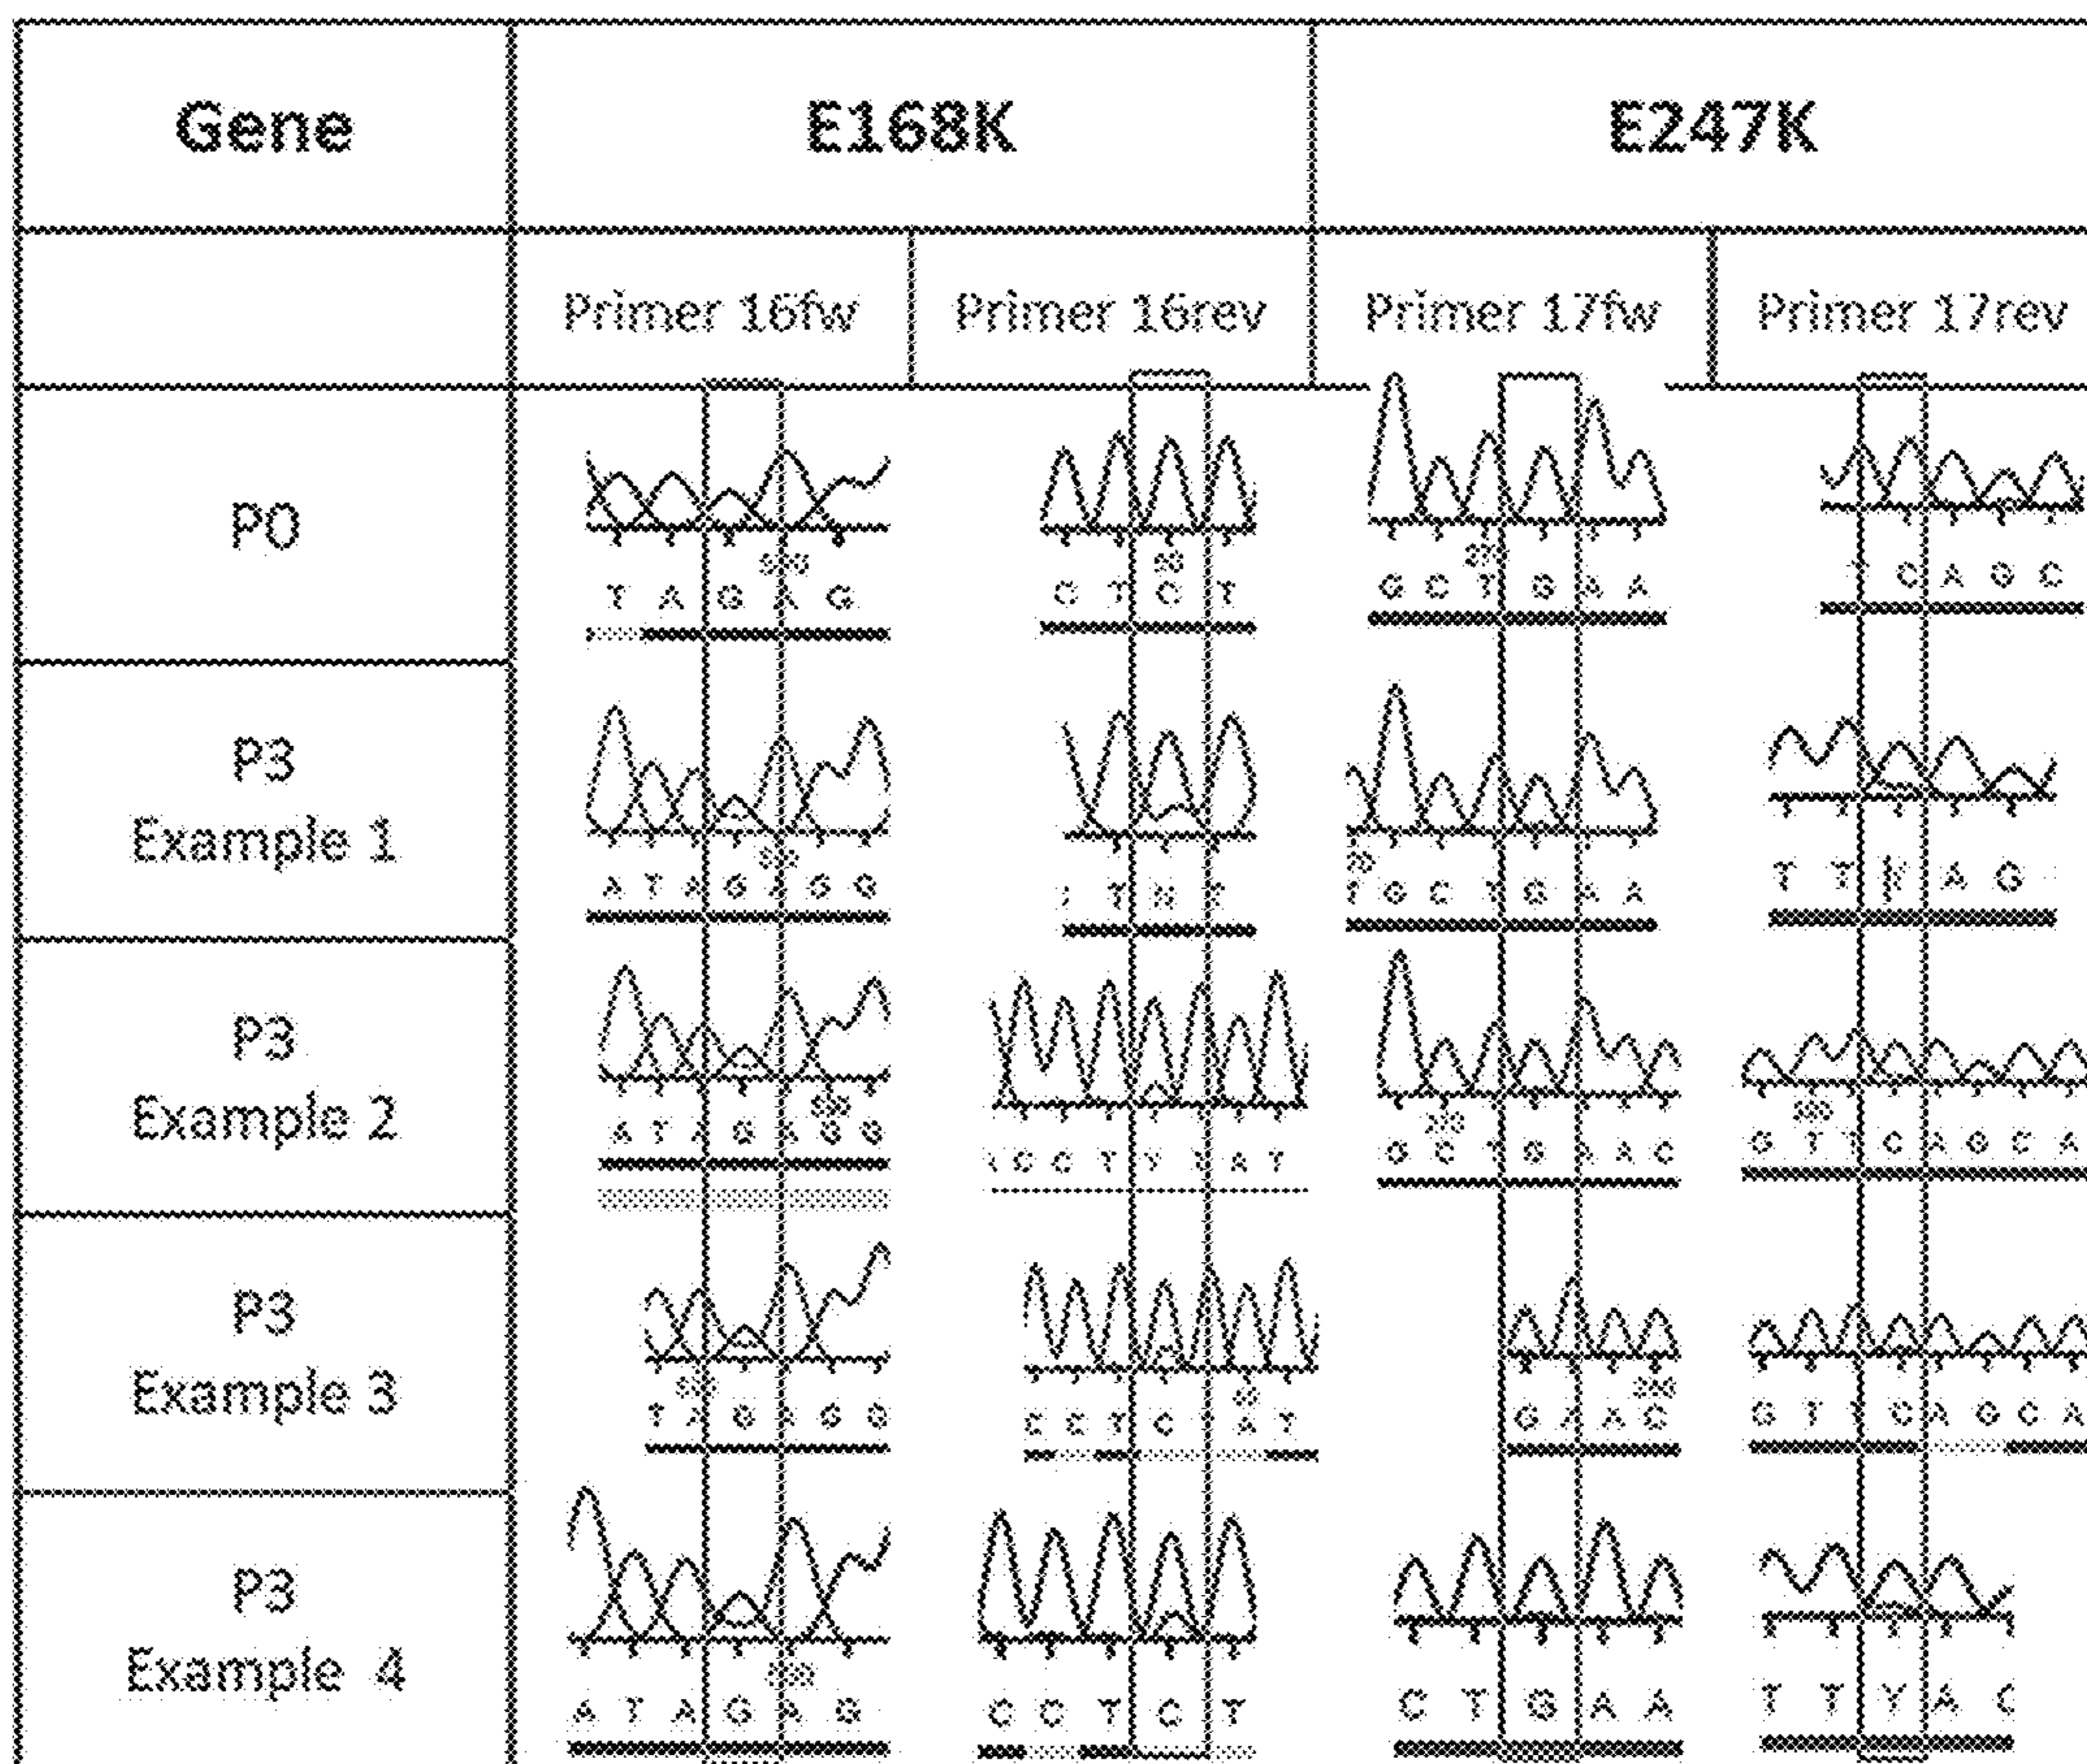 Gene E168K E247K
Primer 16fw Primer 16rev Primer 17fw Primer 17rev
P0
T A G A G
C T C T
G C T G A A
C A G C
P3
Example 1
A T A G A G G
T N T
G C T G A A
T T A G
P3
Example 2
A T A G A G G
C C T Y A T
G C T G A A C
G T T C A G C A
P3
Example 3
T A G A G G
C T C A T
G A A C
G T T C A G C A
P3
Example 4
A T A G A G
C C T C T
C T G A A
T T Y A